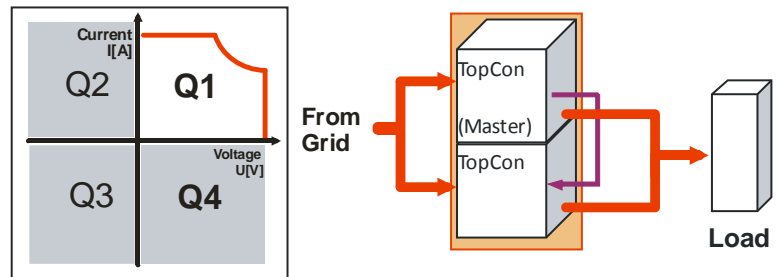 Current
I[A]
Q2
Q1
Voltage
U[V]
Q3
Q4
From
Grid
TopCon
(Master)
TopCon
Load